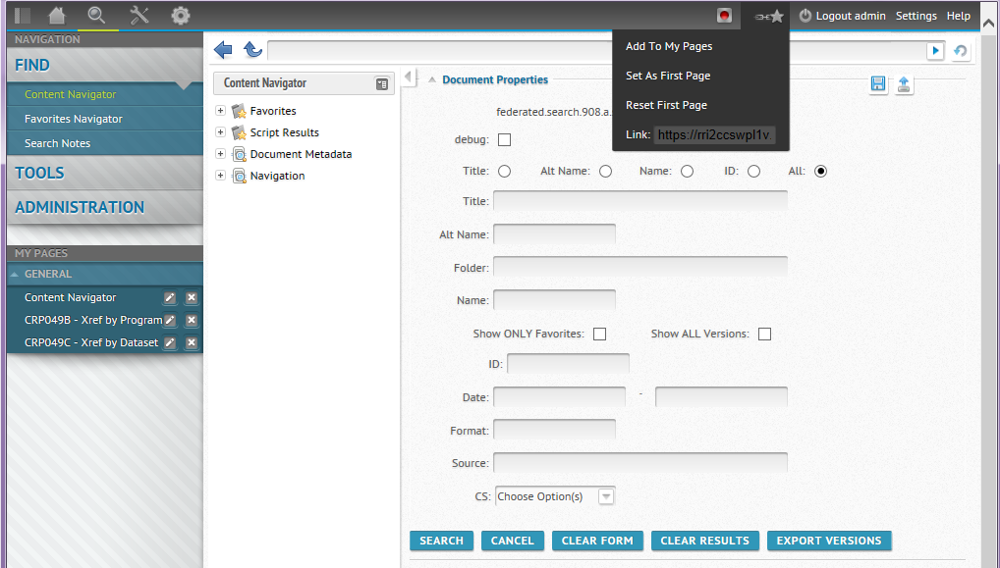 Logout admin Settings Help
NAVIGATION
FIND
Content Navigator
Favorites Navigator
Search Notes
TOOLS
ADMINISTRATION
MY PAGES
GENERAL
Content Navigator
CRP049B - Xref by Program
CRP049C - Xref by Dataset
Content Navigator
Favorites
Script Results
Document Metadata
Navigation
Add To My Pages
Set As First Page
Reset First Page
Link: https://rri2ccswpl1v
Document Properties
federated.search.908.a.
debug:
Title: Alt Name: Name: ID: All:
Title:
Alt Name:
Folder:
Name:
Show ONLY Favorites: Show ALL Versions:
ID:
Date: -
Format:
Source:
CS: Choose Option(s)
SEARCH CANCEL CLEAR FORM CLEAR RESULTS EXPORT VERSIONS